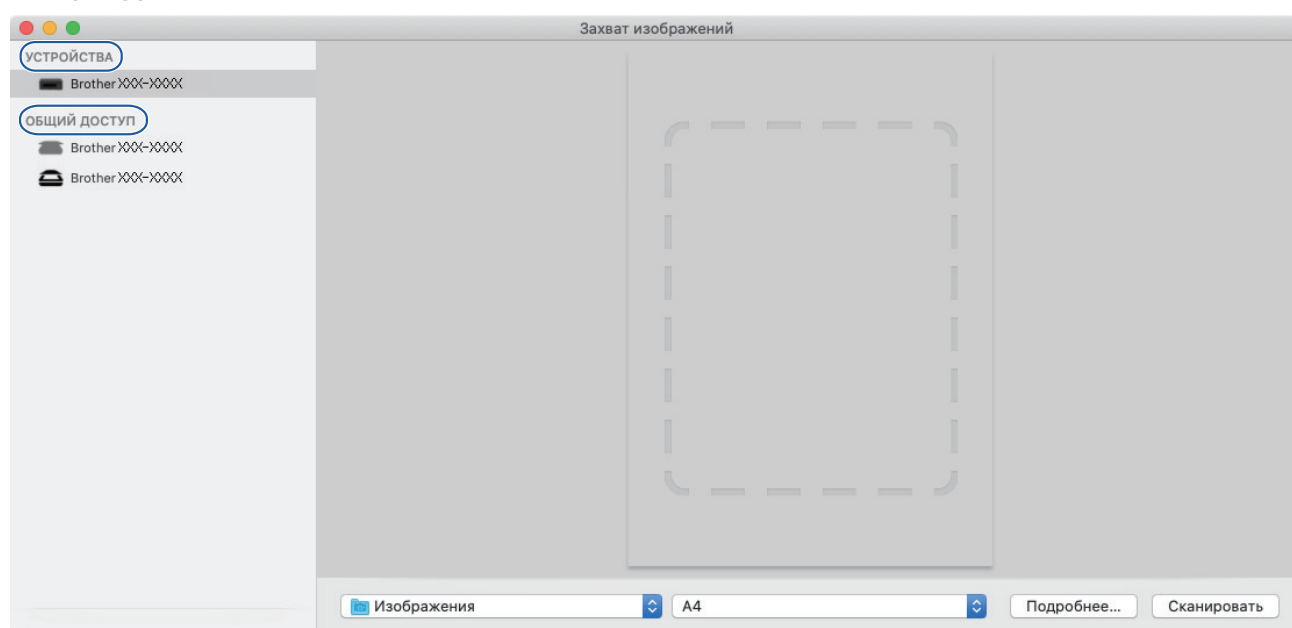 Захват изображений
УСТРОЙСТВА
Brother XXX-XXXX
ОБЩИЙ ДОСТУП
Brother XXX-XXXX
Brother XXX-XXXX
Изображения
A4
Подробнее...
Сканировать